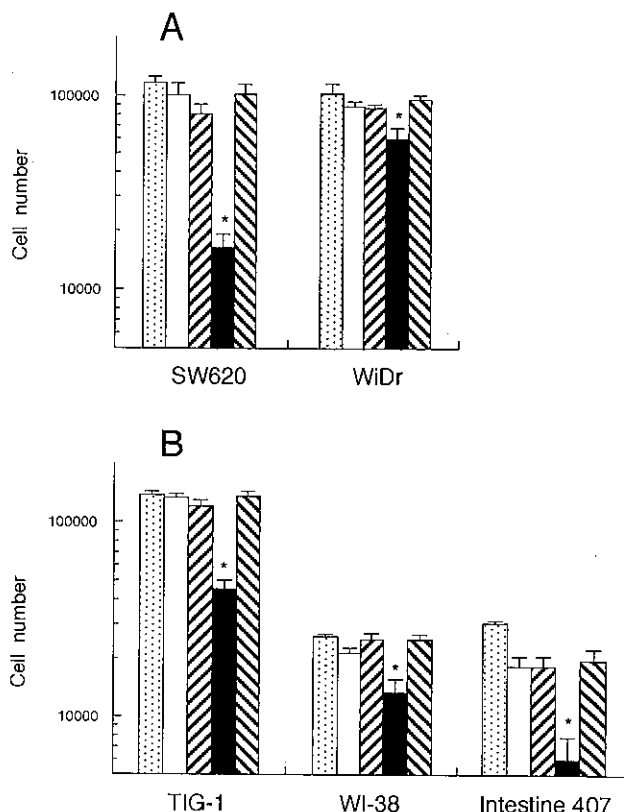 A
100000
10000
Cell number
*
*
SW620 WiDr
B
100000
10000
Cell number
*
*
*
TIG-1 WI-38 Intestine 407